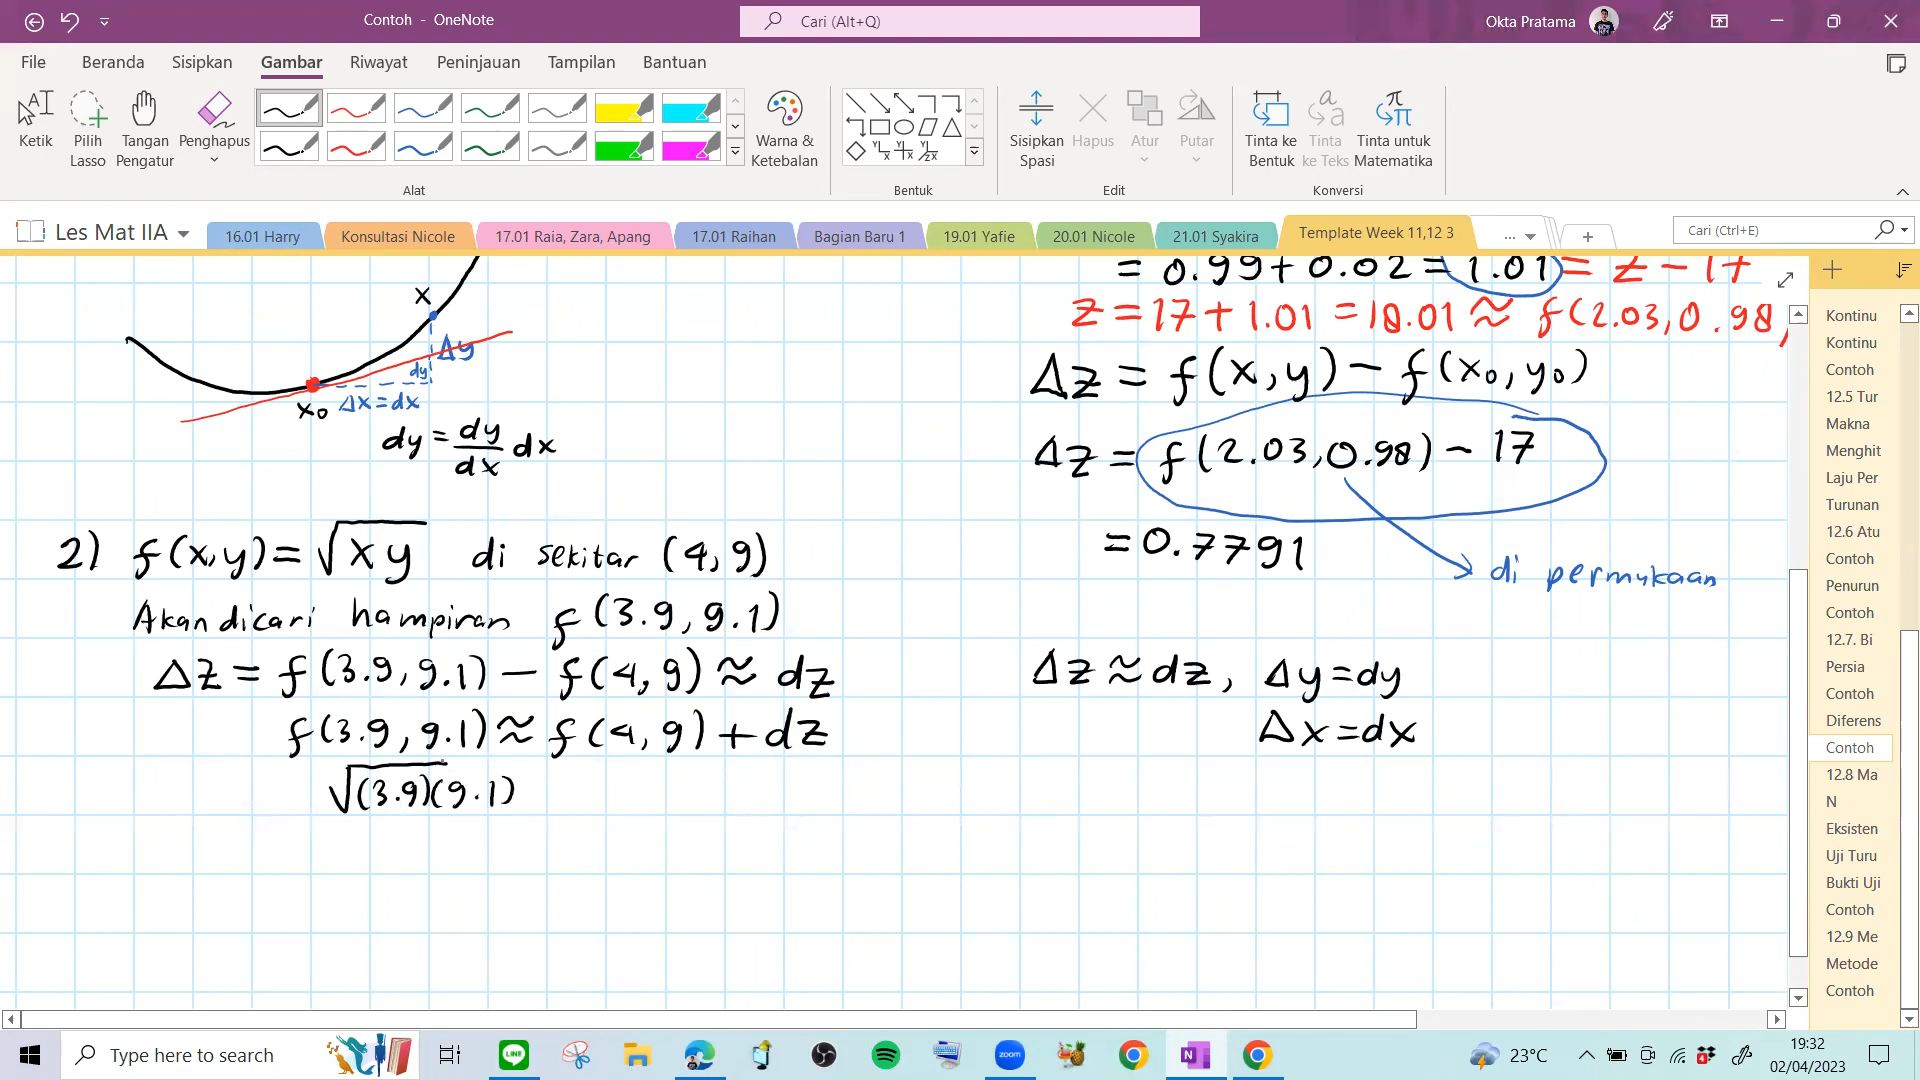 Contoh - OneNote
Cari (Alt+Q)
Okta Pratama
File Beranda Sisipkan Gambar Riwayat Peninjauan Tampilan Bantuan
Ketik
Pilih Lasso
Tangan Pengatur
Penghapus
Warna & Ketebalan
Sisipkan Spasi
Hapus
Atur
Putar
Tinta ke Bentuk
Tinta ke Teks
Tinta untuk Matematika
Alat
Bentuk
Edit
Konversi
Les Mat IIA
16.01 Harry
Konsultasi Nicole
17.01 Raia, Zara, Apang
17.01 Raihan
Bagian Baru 1
19.01 Yafie
20.01 Nicole
21.01 Syakira
Template Week 11,12 3
...
Cari (Ctrl+E)
x
Δy
dy
x₀
Δx=dx
dy = dy/dx dx
2) f(x,y)=√xy di sekitar (4,9)
Akan dicari hampiran f(3.9,9.1)
Δz = f(3.9,9.1) − f(4,9) ≈ dz
f(3.9,9.1) ≈ f(4,9) + dz
√(3.9)(9.1)
= 0.99+0.02 = 1.01 = z − 17
z = 17 + 1.01 = 18.01 ≈ f(2.03,0.98)
Δz = f(x,y) − f(x₀,y₀)
Δz = f(2.03,0.98) − 17
= 0.7791
di permukaan
Δz ≈ dz, Δy=dy
Δx=dx
Kontinu
Kontinu
Contoh
12.5 Tur
Makna
Menghit
Laju Per
Turunan
12.6 Atu
Contoh
Penurun
Contoh
12.7. Bi
Persia
Contoh
Diferens
Contoh
12.8 Ma
N
Eksisten
Uji Turu
Bukti Uji
Contoh
12.9 Me
Metode
Contoh
Type here to search
LINE
zoom
N
23°C
4
19:32
02/04/2023